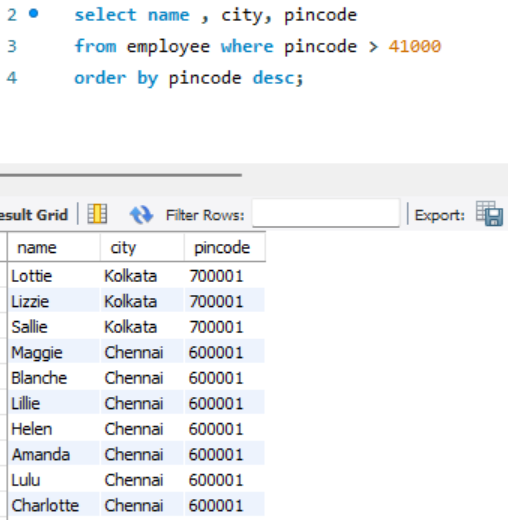 2 select name , city, pincode
3 from employee where pincode > 41000
4 order by pincode desc;
esult Grid Filter Rows: Export:
name city pincode
Lottie Kolkata 700001
Lizzie Kolkata 700001
Sallie Kolkata 700001
Maggie Chennai 600001
Blanche Chennai 600001
Lillie Chennai 600001
Helen Chennai 600001
Amanda Chennai 600001
Lulu Chennai 600001
Charlotte Chennai 600001